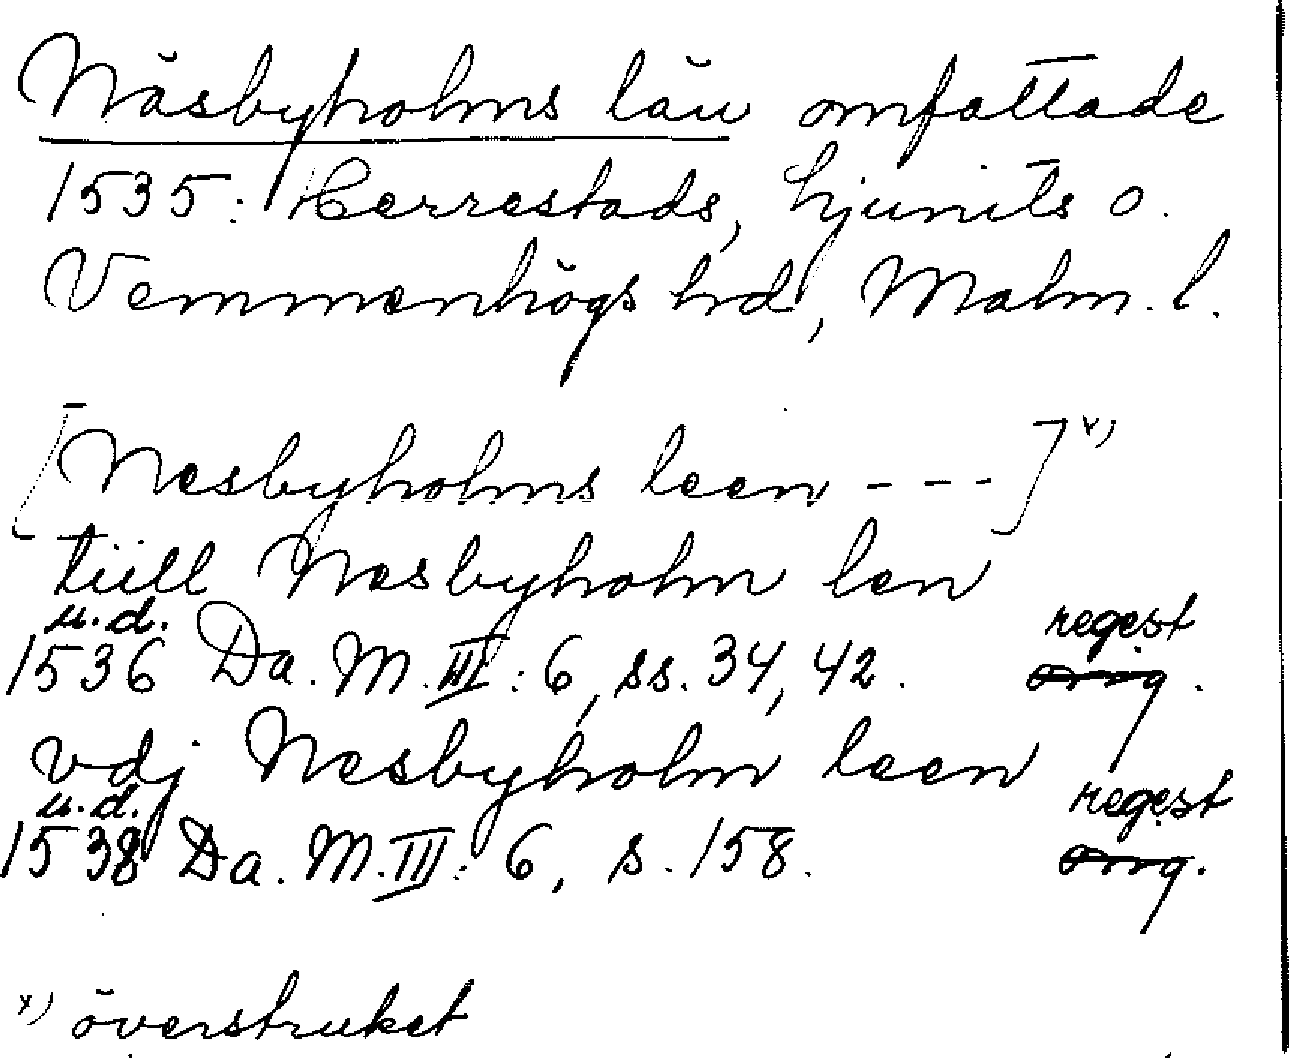 Näsbyholms län omfattade
1535: Herrestads, Ljunits o.
Vemmenhögs hrd, Malm. l.
[Nesbyholms leen - - - ]x)
tiill Nesbyholm len
u.d. regest
1536 Da. M. III: 6, ss. 34, 42. orig.
vdj Nesbyholm leen
u.d. regest
1538 Da. M. III: 6, s. 158. orig.
x) överstruket